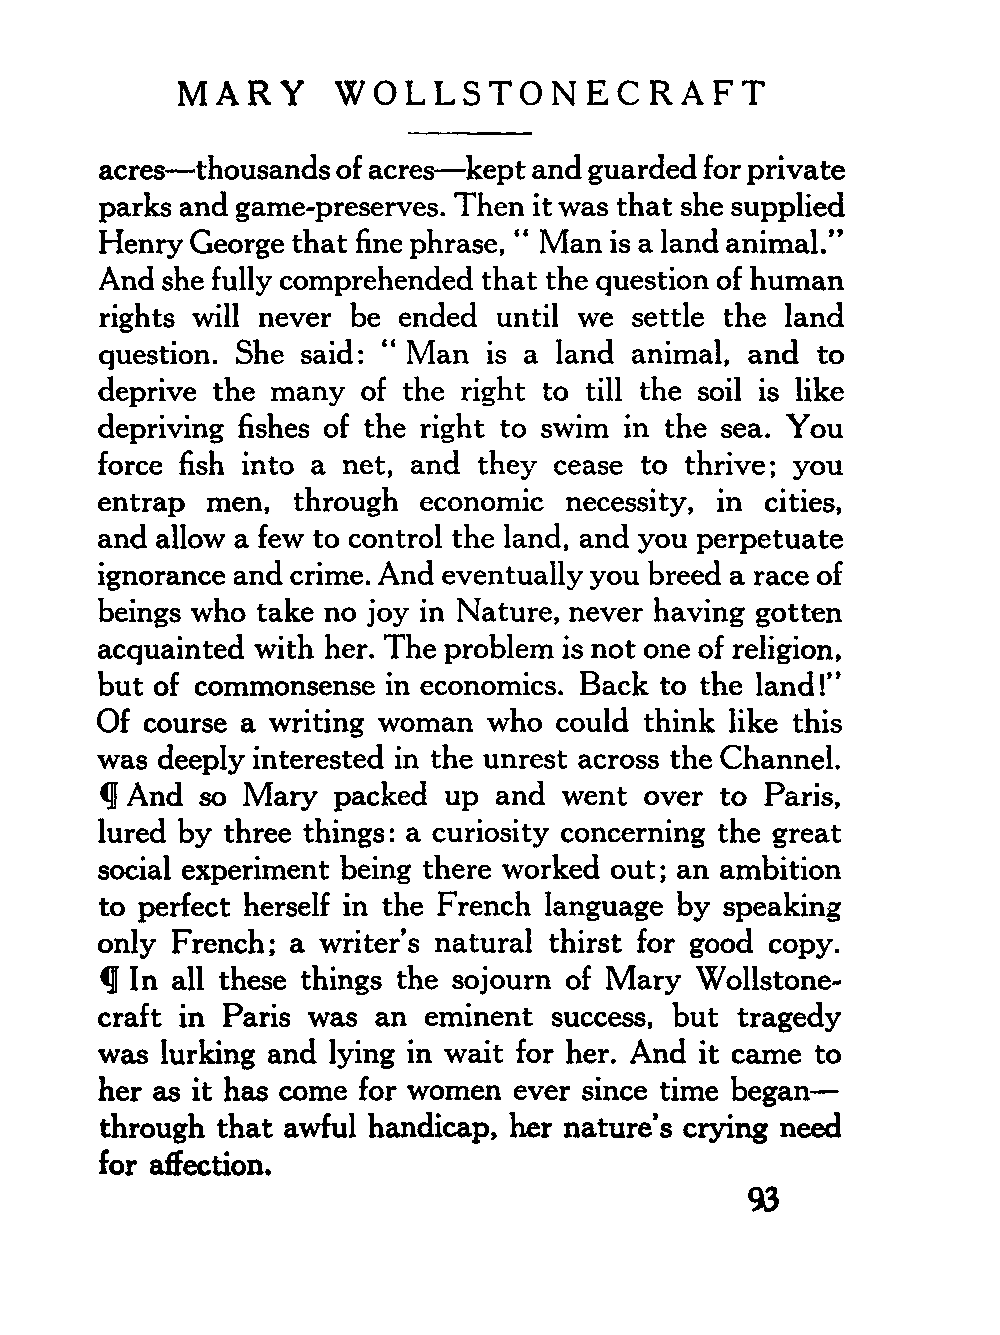 MARY WOLLSTONECRAFT
acres—thousands of acres—kept and guarded for private
parks and game-preserves. Then it was that she supplied
Henry George that fine phrase, “ Man is a land animal.”
And she fully comprehended that the question of human
rights will never be ended until we settle the land
question. She said: “ Man is a land animal, and to
deprive the many of the right to till the soil is like
depriving fishes of the right to swim in the sea. You
force fish into a net, and they cease to thrive; you
entrap men, through economic necessity, in cities,
and allow a few to control the land, and you perpetuate
ignorance and crime. And eventually you breed a race of
beings who take no joy in Nature, never having gotten
acquainted with her. The problem is not one of religion,
but of commonsense in economics. Back to the land!”
Of course a writing woman who could think like this
was deeply interested in the unrest across the Channel.
¶ And so Mary packed up and went over to Paris,
lured by three things: a curiosity concerning the great
social experiment being there worked out; an ambition
to perfect herself in the French language by speaking
only French; a writer’s natural thirst for good copy.
¶ In all these things the sojourn of Mary Wollstone-
craft in Paris was an eminent success, but tragedy
was lurking and lying in wait for her. And it came to
her as it has come for women ever since time began—
through that awful handicap, her nature’s crying need
for affection.
93